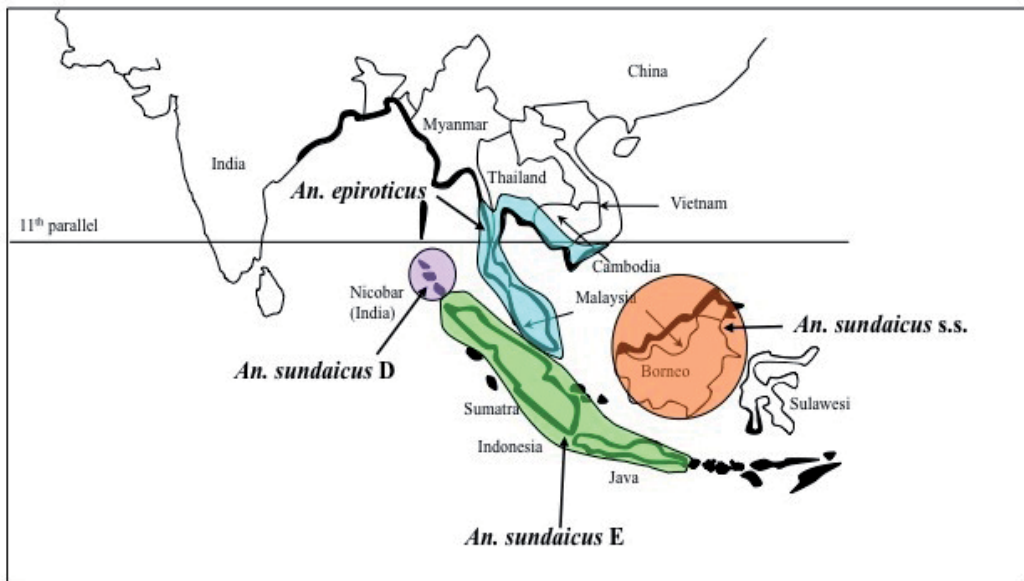 China
Myanmar
India
Thailand
An. epiroticus
Vietnam
11th parallel
Cambodia
Nicobar
(India)
Malaysia
An. sundaicus s.s.
An. sundaicus D
Borneo
Sumatra
Sulawesi
Indonesia
Java
An. sundaicus E